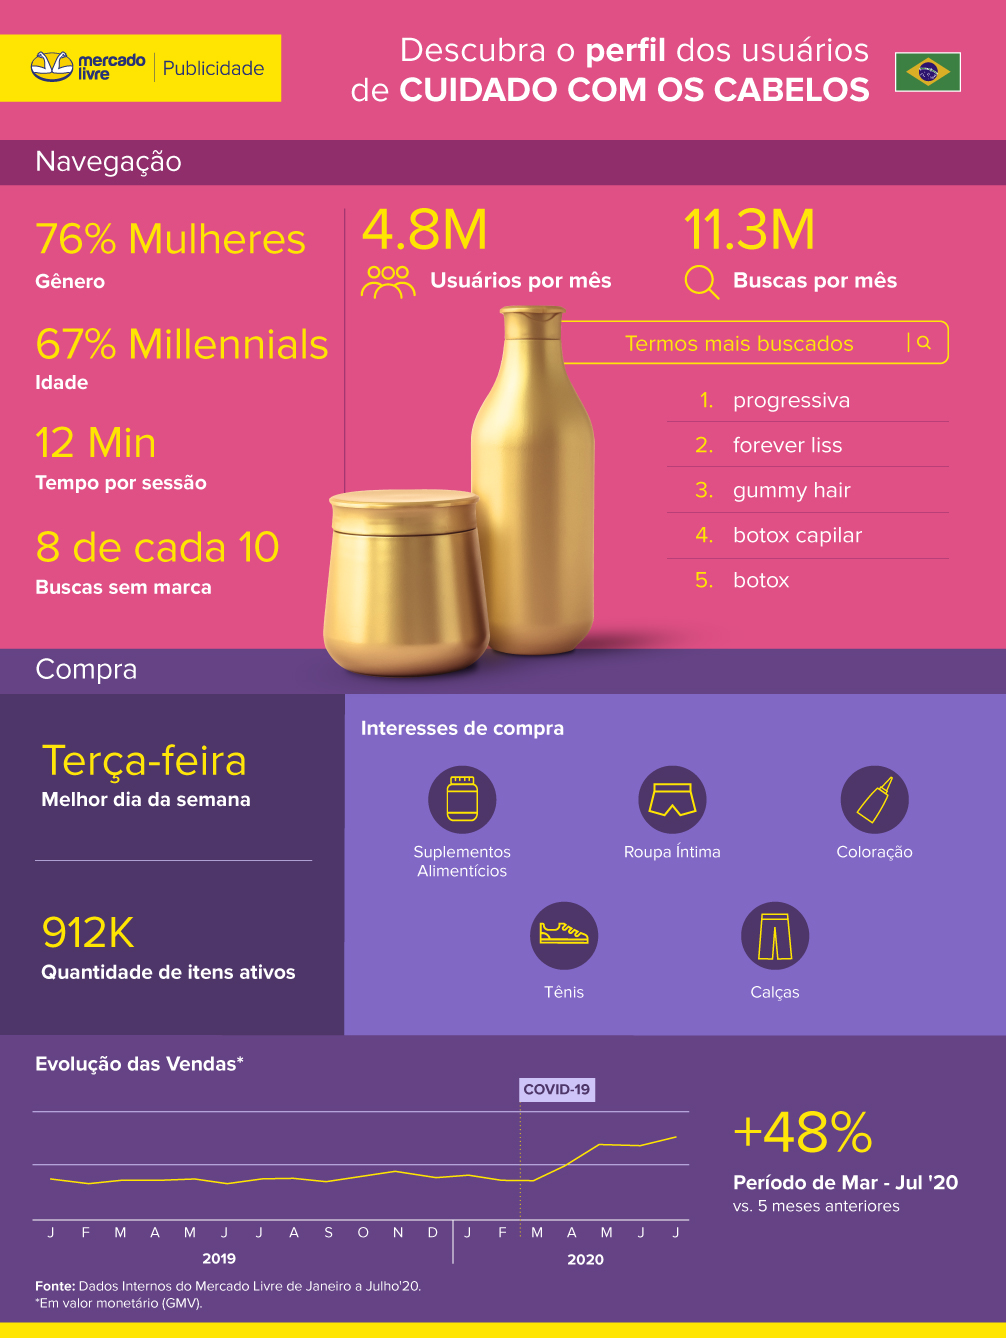 mercado
livre
Publicidade
Descubra o perfil dos usuários
de CUIDADO COM OS CABELOS
Navegação
76% Mulheres
Gênero
67% Millennials
Idade
12 Min
Tempo por sessão
8 de cada 10
Buscas sem marca
4.8M
Usuários por mês
11.3M
Buscas por mês
Termos mais buscados
1. progressiva
2. forever liss
3. gummy hair
4. botox capilar
5. botox
Compra
Terça-feira
Melhor dia da semana
912K
Quantidade de itens ativos
Interesses de compra
Suplementos
Alimentícios
Roupa Íntima
Coloração
Tênis
Calças
Evolução das Vendas*
COVID-19
J F M A M J J A S O N D J F M A M J J
2019
2020
+48%
Período de Mar - Jul '20
vs. 5 meses anteriores
Fonte: Dados Internos do Mercado Livre de Janeiro a Julho'20.
*Em valor monetário (GMV).